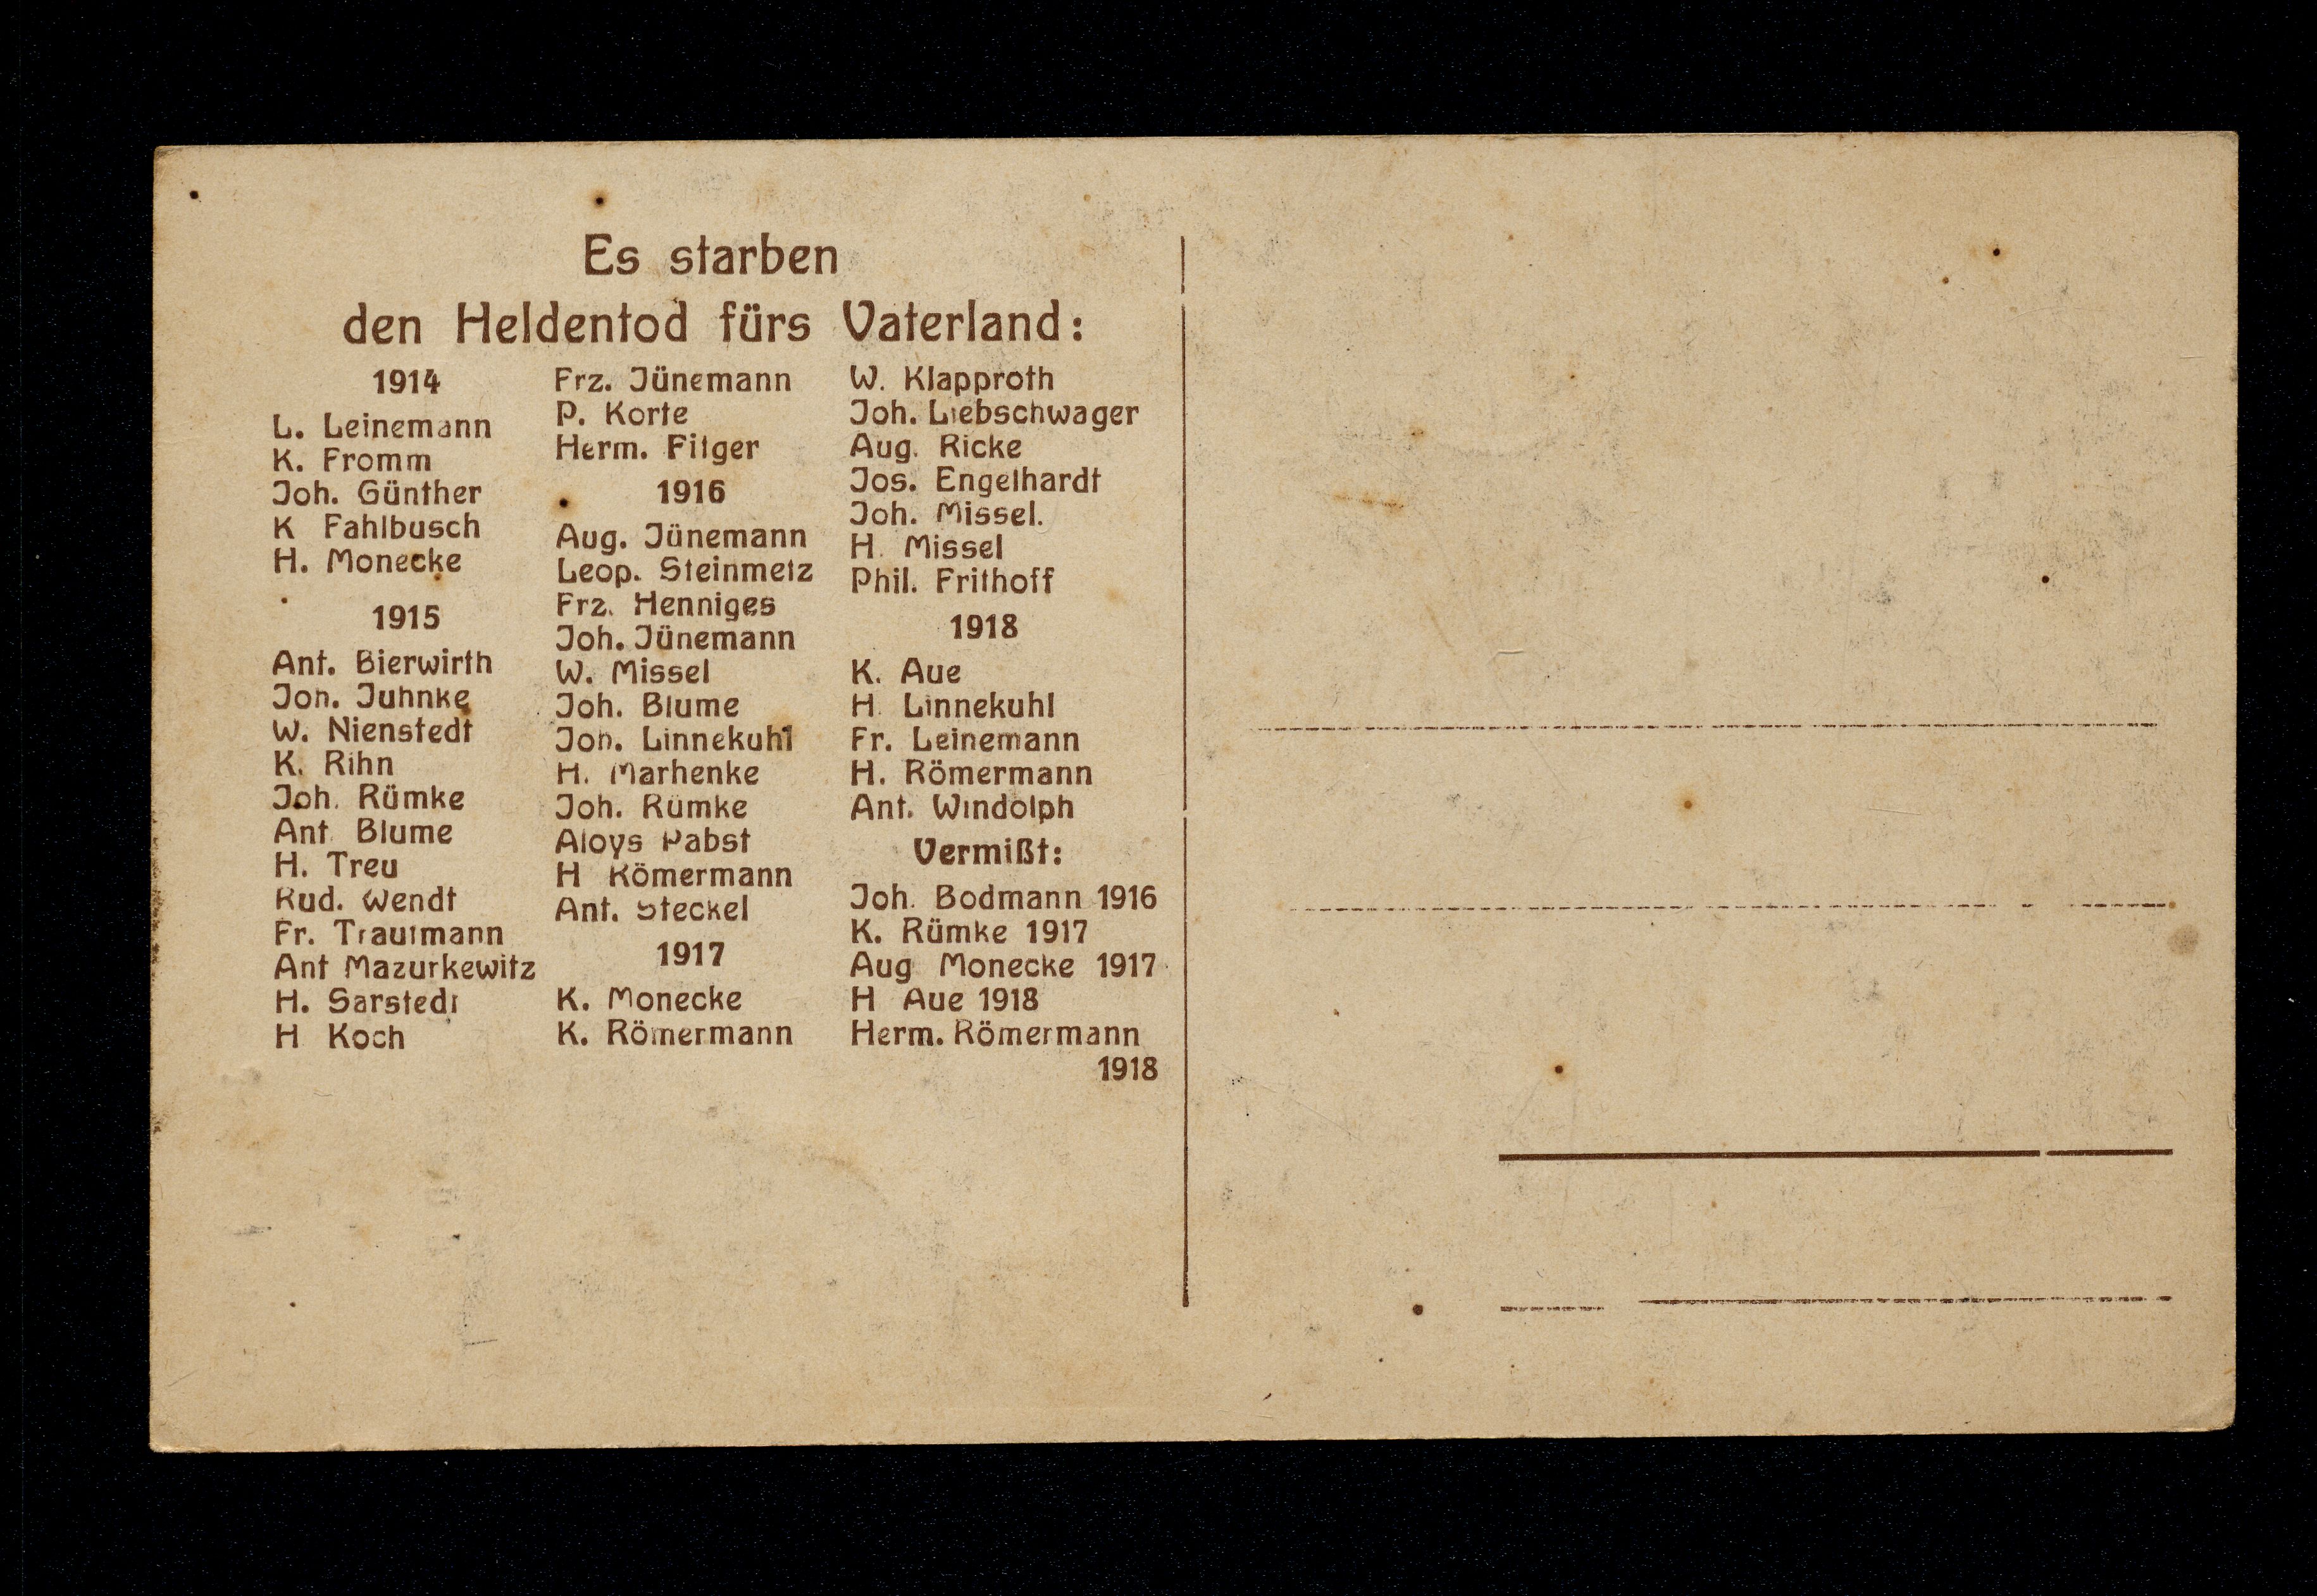 Es starben
den Heldentod fürs Vaterland:
1914
L. Leinemann
K. Fromm
Joh. Günther
K Fahlbusch
H. Monecke
1915
Ant. Bierwirth
Joh. Juhnke
W. Nienstedt
K. Rihn
Joh. Rümke
Ant. Blume
H. Treu
Rud. Wendt
Fr. Trautmann
Ant Mazurkewitz
H. Sarstedt
H Koch
Frz. Jünemann
P. Korte
Herm. Filger
1916
Aug. Jünemann
Leop. Steinmetz
Frz. Henniges
Joh. Jünemann
W. Missel
Joh. Blume
Joh. Linnekuhl
H. Marhenke
Joh. Rümke
Aloys Pabst
H Römermann
Ant. Steckel
1917
K. Monecke
K. Römermann
W. Klapproth
Joh. Liebschwager
Aug. Ricke
Jos. Engelhardt
Joh. Missel.
H. Missel
Phil. Frithoff
1918
K. Aue
H. Linnekuhl
Fr. Leinemann
H. Römermann
Ant. Windolph
Vermißt:
Joh. Bodmann 1916
K. Rümke 1917
Aug Monecke 1917
H Aue 1918
Herm. Römermann
1918